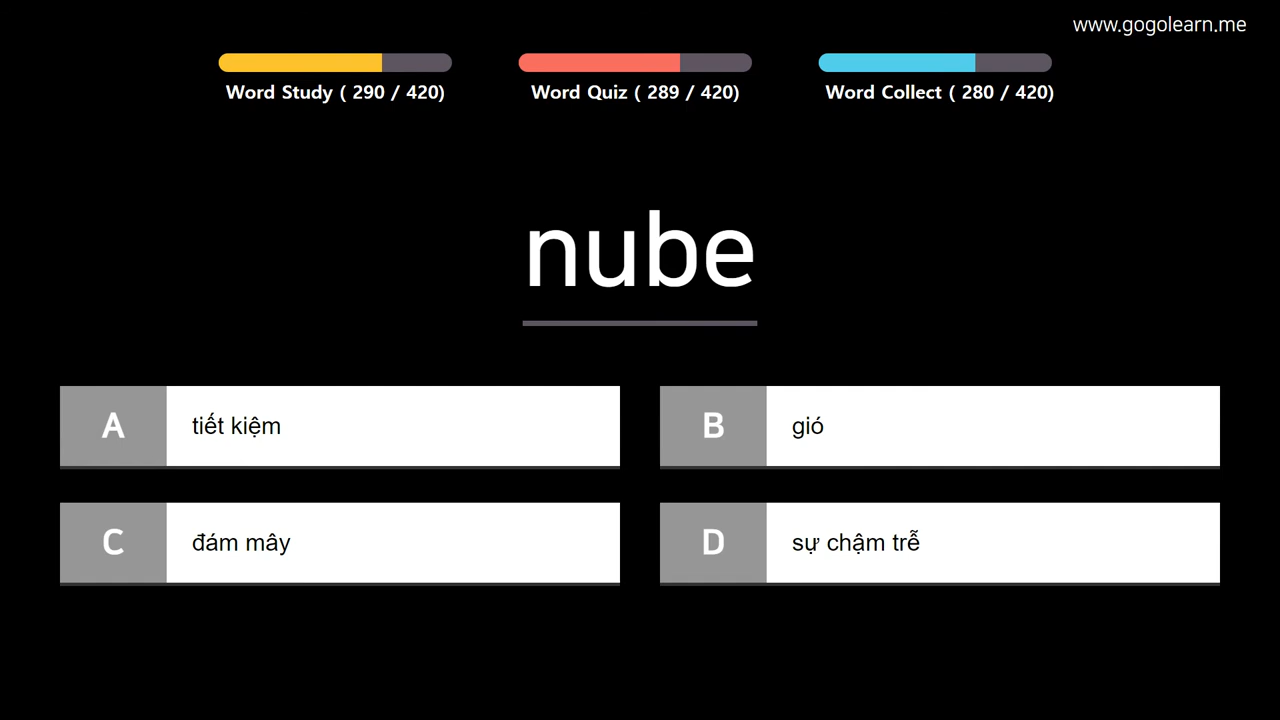 www.gogolearn.me
Word Study ( 290 / 420)
Word Quiz ( 289 / 420)
Word Collect ( 280 / 420)
nube
A tiết kiệm
B gió
C đám mây
D sự chậm trễ